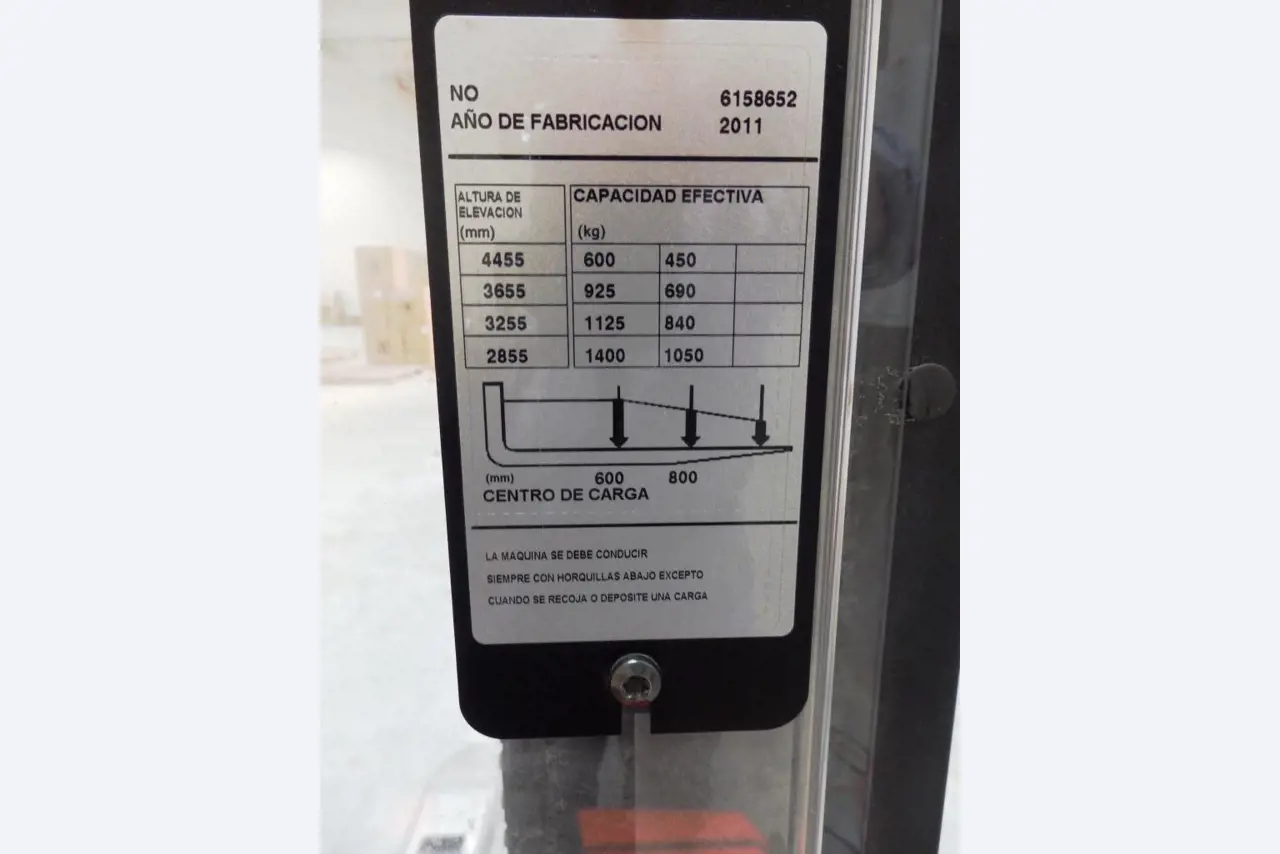 NO 6158652
AÑO DE FABRICACION 2011
ALTURA DE ELEVACION (mm) CAPACIDAD EFECTIVA (kg)
4455 600 450
3655 925 690
3255 1125 840
2855 1400 1050
(mm) 600 800
CENTRO DE CARGA
LA MAQUINA SE DEBE CONDUCIR
SIEMPRE CON HORQUILLAS ABAJO EXCEPTO
CUANDO SE RECOJA O DEPOSITE UNA CARGA